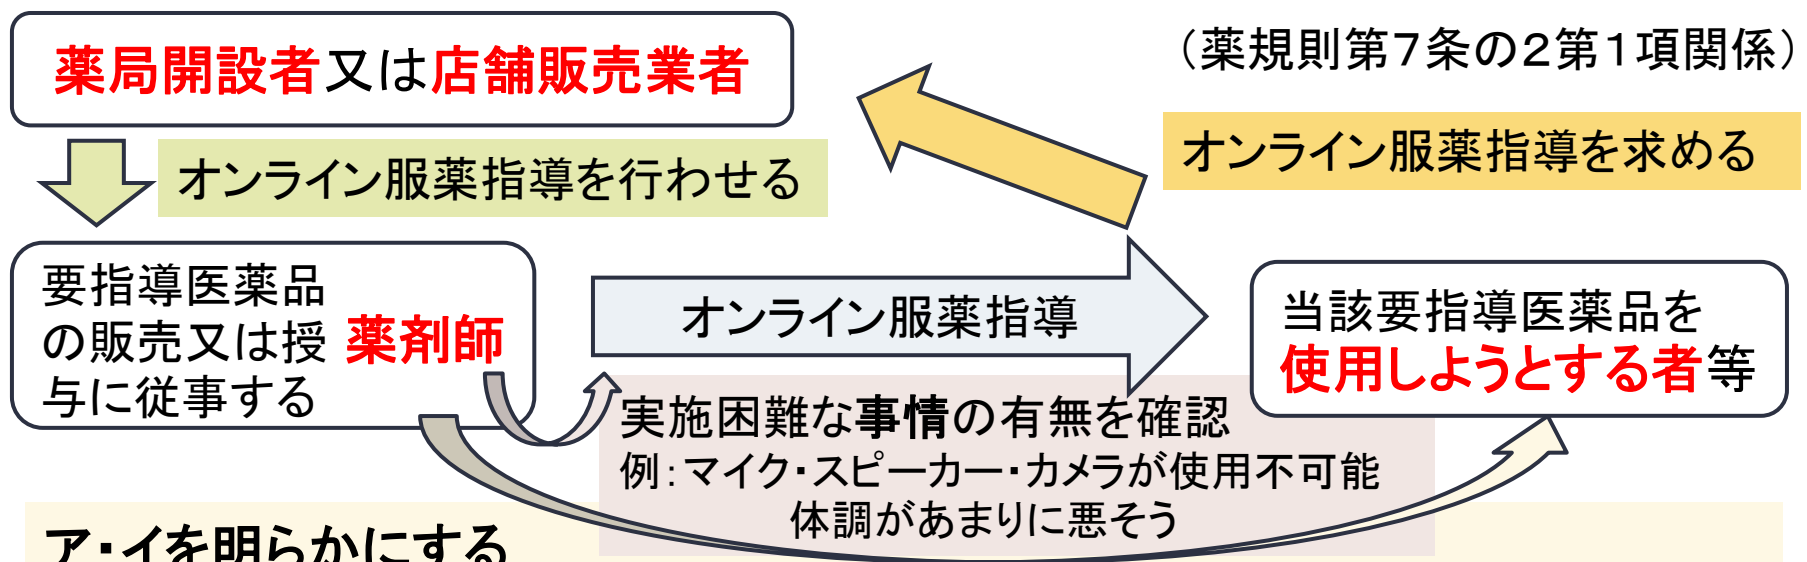 薬局開設者又は店舗販売業者
（薬規則第７条の２第１項関係）
オンライン服薬指導を行わせる
オンライン服薬指導を求める
要指導医薬品
の販売又は授
与に従事する
薬剤師
オンライン服薬指導
当該要指導医薬品を
使用しようとする者等
実施困難な事情の有無を確認
例：マイク・スピーカー・カメラが使用不可能
体調があまりに悪そう
ア・イを明らかにする